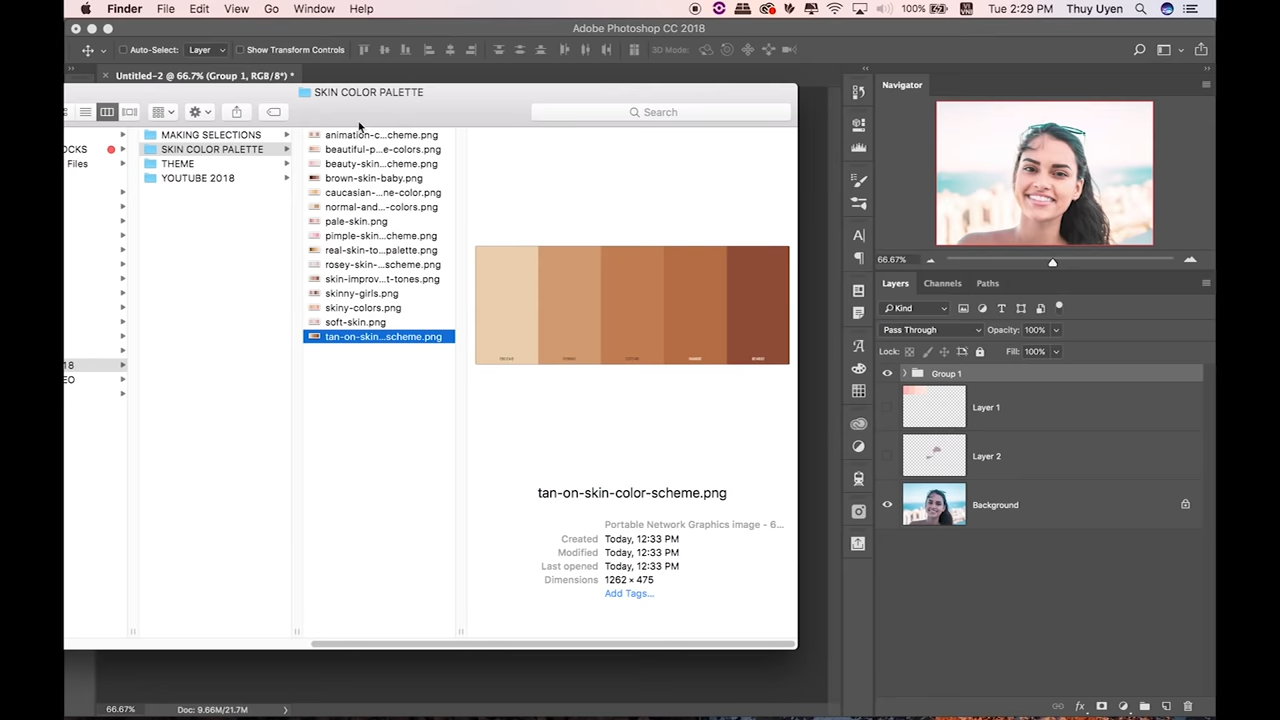 Finder File Edit View Go Window Help 100% Tue 2:29 PM Thuy Uyen
Adobe Photoshop CC 2018
Auto-Select: Layer Show Transform Controls 3D Mode:
Untitled-2 @ 66.7% (Group 1, RGB/8*) *
SKIN COLOR PALETTE
Search
OCKS
Files
18
EO
MAKING SELECTIONS
SKIN COLOR PALETTE
THEME
YOUTUBE 2018
animation-c...cheme.png
beautiful-p...e-colors.png
beauty-skin...cheme.png
brown-skin-baby.png
caucasian-...ne-color.png
normal-and...-colors.png
pale-skin.png
pimple-skin...cheme.png
real-skin-to...palette.png
rosey-skin-...scheme.png
skin-improv...t-tones.png
skinny-girls.png
skiny-colors.png
soft-skin.png
tan-on-skin...scheme.png
tan-on-skin-color-scheme.png
Portable Network Graphics image - 6...
Created Today, 12:33 PM
Modified Today, 12:33 PM
Last opened Today, 12:33 PM
Dimensions 1262 × 475
Add Tags...
66.67% Doc: 9.66M/21.7M
Navigator
66.67%
Layers Channels Paths
Kind
Pass Through Opacity: 100%
Lock: Fill: 100%
Group 1
Layer 1
Layer 2
Background